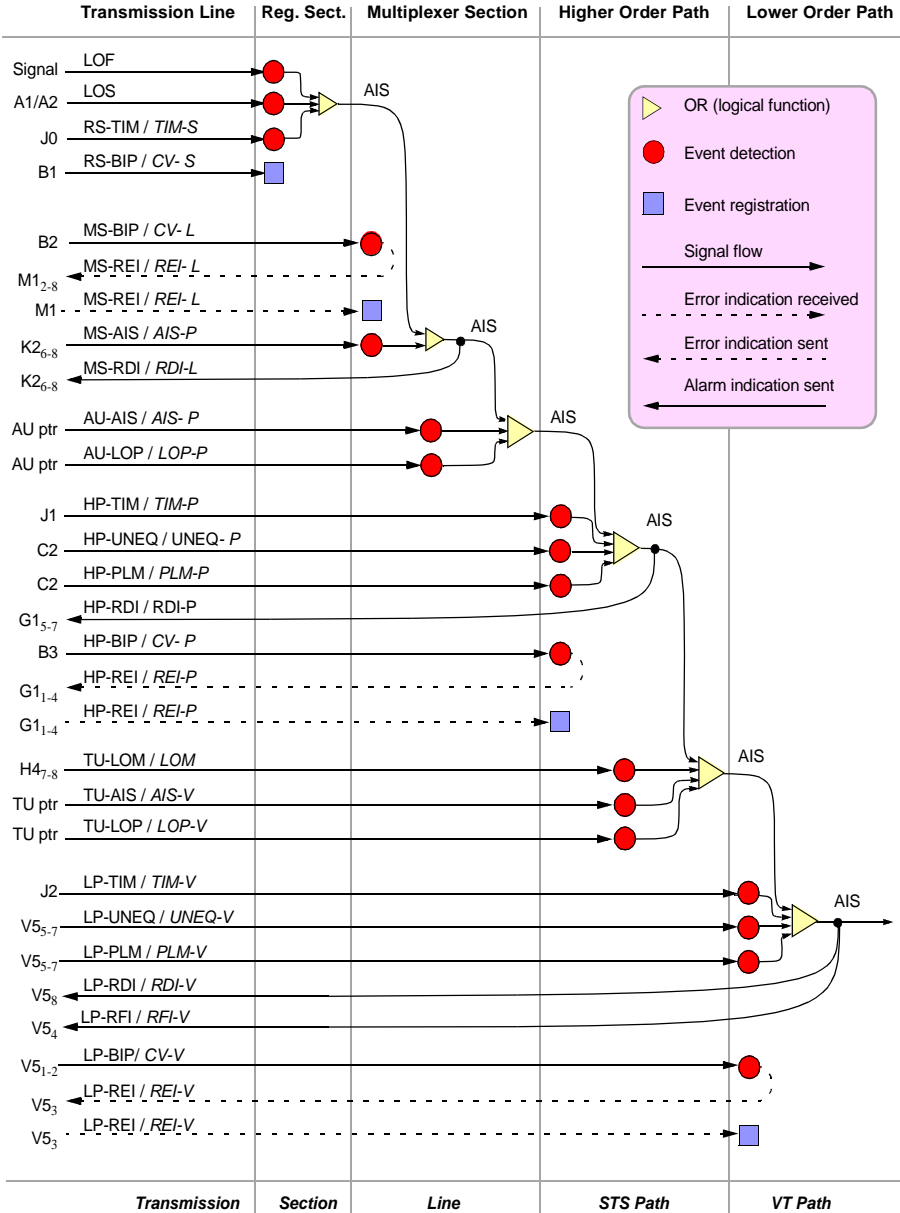 Transmission Line Reg. Sect. Multiplexer Section Higher Order Path Lower Order Path
Signal LOF
A1/A2 LOS
AIS
J0 RS-TIM / TIM-S
B1 RS-BIP / CV- S
OR (logical function)
Event detection
Event registration
Signal flow
Error indication received
Error indication sent
Alarm indication sent
B2 MS-BIP / CV- L
M12-8 MS-REI / REI- L
M1 MS-REI / REI- L
AIS
K26-8 MS-AIS / AIS-P
K26-8 MS-RDI / RDI-L
AU ptr AU-AIS / AIS- P
AIS
AU ptr AU-LOP / LOP-P
J1 HP-TIM / TIM-P
AIS
C2 HP-UNEQ / UNEQ- P
C2 HP-PLM / PLM-P
G15-7 HP-RDI / RDI-P
B3 HP-BIP / CV- P
G11-4 HP-REI / REI-P
G11-4 HP-REI / REI-P
H47-8 TU-LOM / LOM
AIS
TU ptr TU-AIS / AIS-V
TU ptr TU-LOP / LOP-V
J2 LP-TIM / TIM-V
AIS
V55-7 LP-UNEQ / UNEQ-V
V55-7 LP-PLM / PLM-V
V58 LP-RDI / RDI-V
V54 LP-RFI / RFI-V
V51-2 LP-BIP/ CV-V
V53 LP-REI / REI-V
V53 LP-REI / REI-V
Transmission Section Line STS Path VT Path